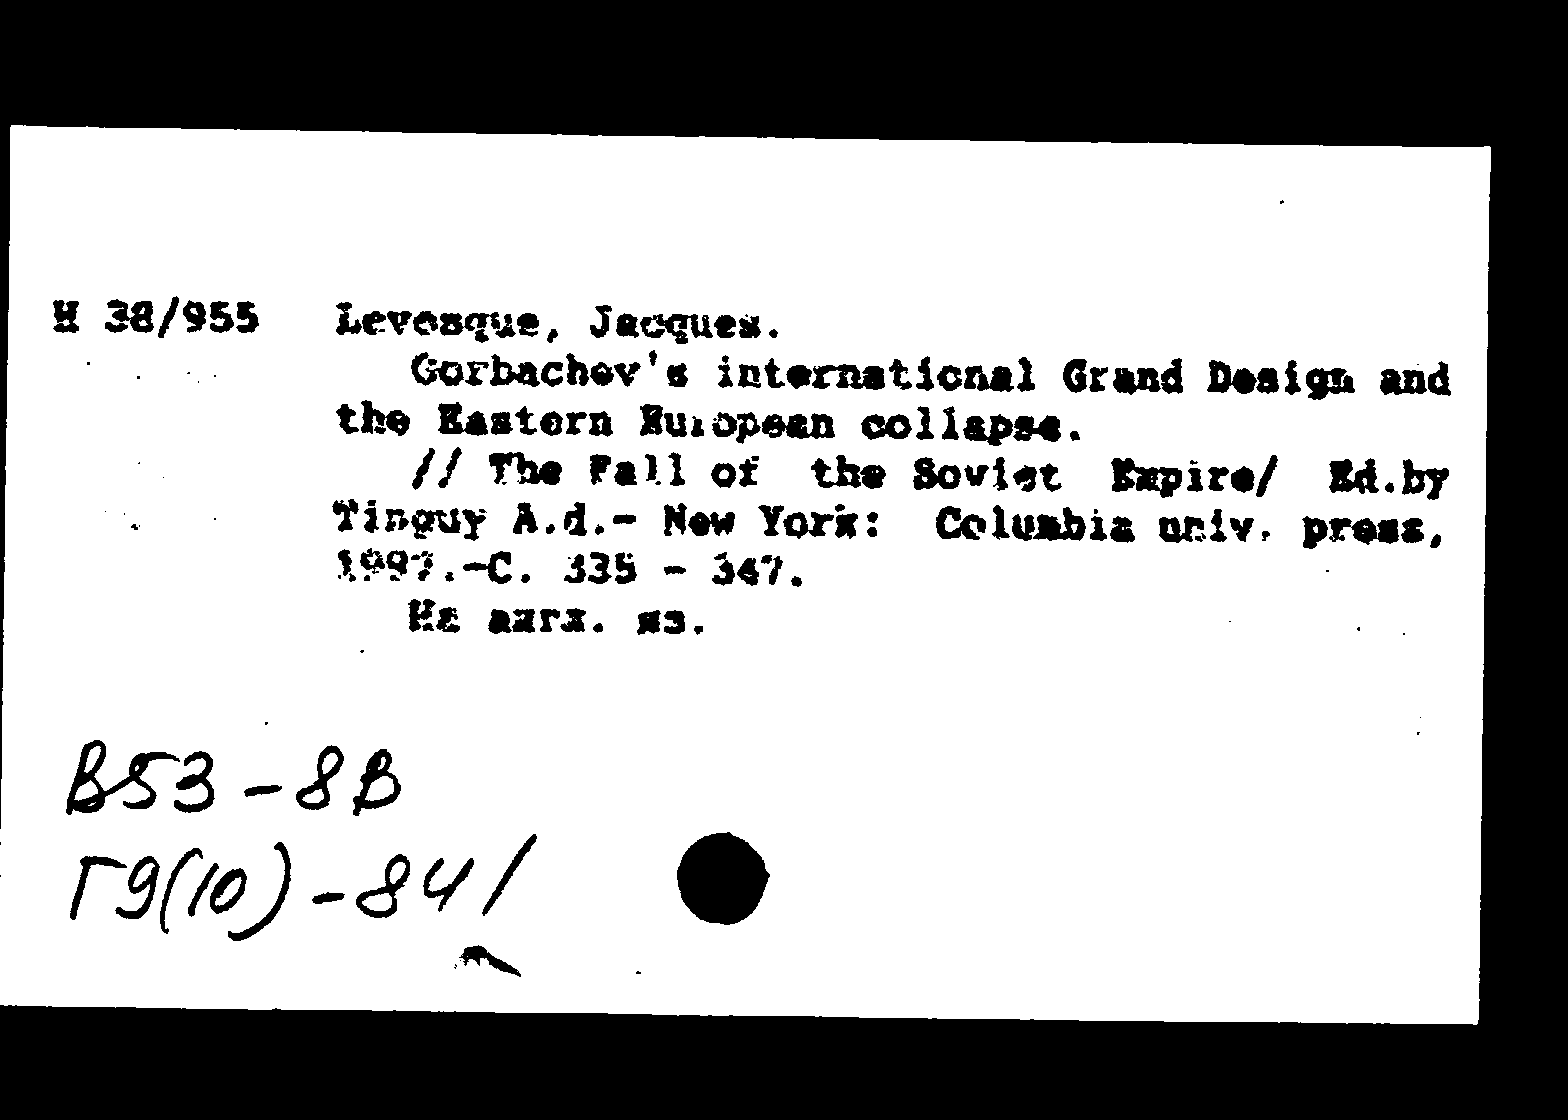 Н 38/955 Levesque, Jacques.
Gorbachev's international Grand Design and
the Eastern European collapse.
// The Fall of the Soviet Empire/ Ed.by
Tinguy A.d.- New York: Columbia univ. press,
1997.-С. 335 - 347.
На англ. яз.
В53-8В
Г9(10)-841